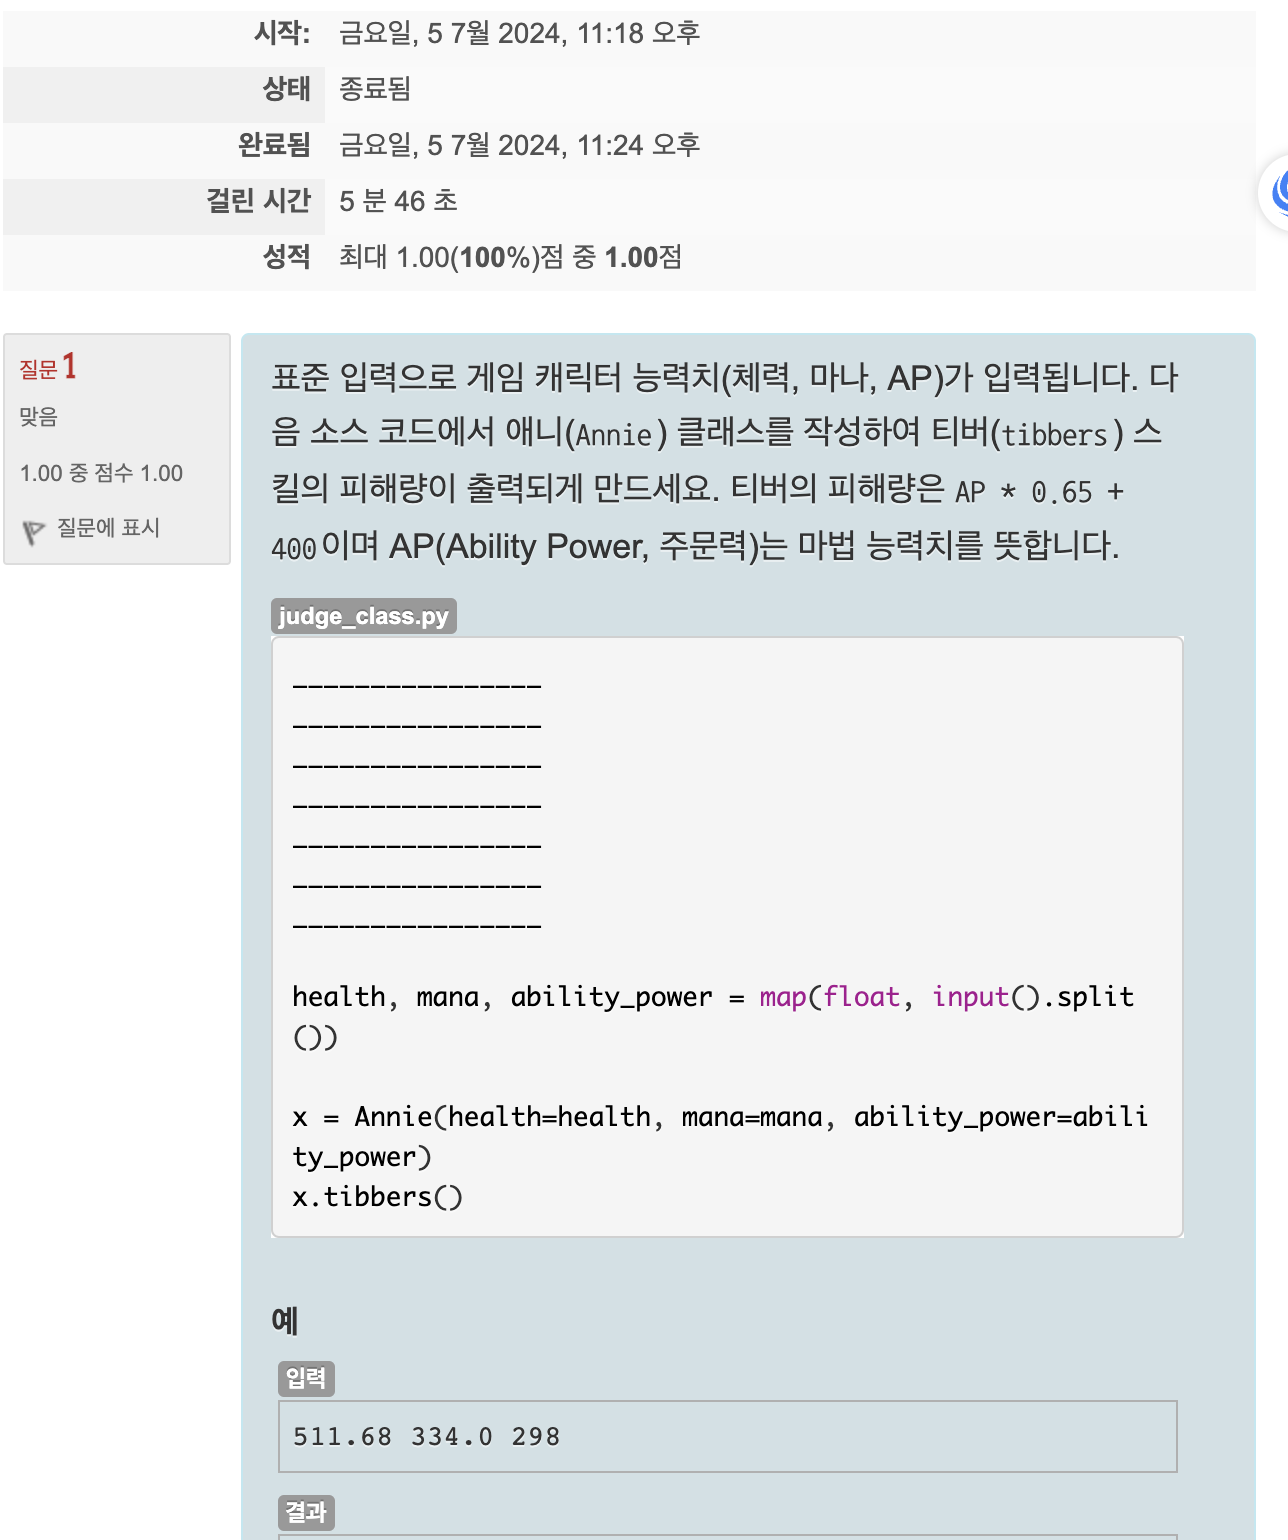 시작: 금요일, 5 7월 2024, 11:18 오후
상태 종료됨
완료됨 금요일, 5 7월 2024, 11:24 오후
걸린 시간 5 분 46 초
성적 최대 1.00(100%)점 중 1.00점
질문 1
맞음
1.00 중 점수 1.00
질문에 표시
표준 입력으로 게임 캐릭터 능력치(체력, 마나, AP)가 입력됩니다. 다
음 소스 코드에서 애니(Annie) 클래스를 작성하여 티버(tibbers) 스
킬의 피해량이 출력되게 만드세요. 티버의 피해량은 AP * 0.65 +
400이며 AP(Ability Power, 주문력)는 마법 능력치를 뜻합니다.
judge_class.py
________________
________________
________________
________________
________________
________________
________________
health, mana, ability_power = map(float, input().split
())
x = Annie(health=health, mana=mana, ability_power=abili
ty_power)
x.tibbers()
예
입력
511.68 334.0 298
결과